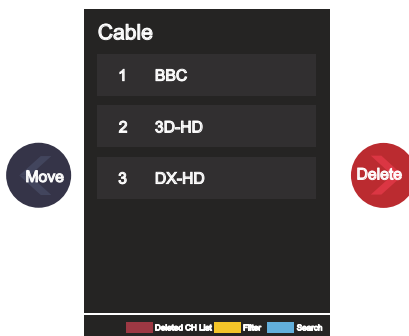 Cable
1 BBC
2 3D-HD
3 DX-HD
Move
Delete
Deleted CH List Filter Search